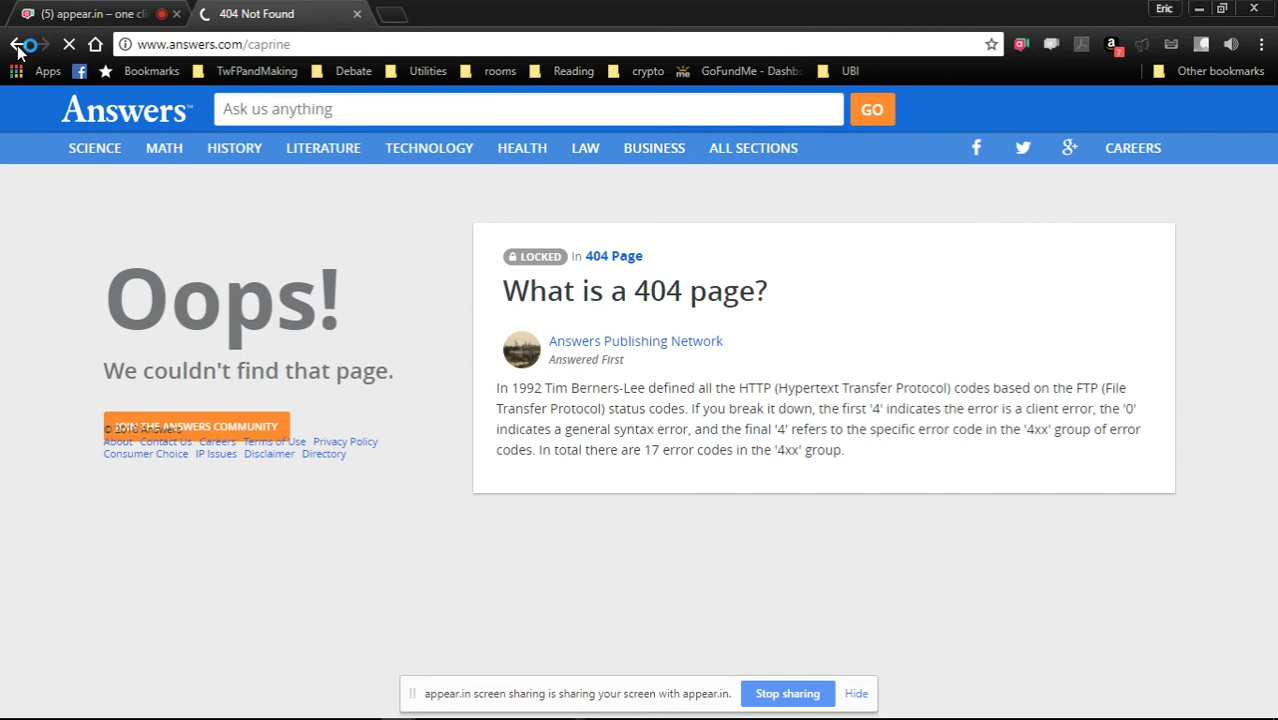 (5) appear.in – one cli
404 Not Found
Eric
www.answers.com/caprine
7
Apps
Bookmarks
TwFPandMaking
Debate
Utilities
rooms
Reading
crypto
me
GoFundMe - Dashb
UBI
Other bookmarks
Answers™
Ask us anything
GO
SCIENCE MATH HISTORY LITERATURE TECHNOLOGY HEALTH LAW BUSINESS ALL SECTIONS CAREERS
Oops!
We couldn't find that page.
JOIN THE ANSWERS COMMUNITY
© 2018 Answers
About Contact Us Careers Terms of Use Privacy Policy
Consumer Choice IP Issues Disclaimer Directory
LOCKED In 404 Page
What is a 404 page?
Answers Publishing Network
Answered First
In 1992 Tim Berners-Lee defined all the HTTP (Hypertext Transfer Protocol) codes based on the FTP (File
Transfer Protocol) status codes. If you break it down, the first '4' indicates the error is a client error, the '0'
indicates a general syntax error, and the final '4' refers to the specific error code in the '4xx' group of error
codes. In total there are 17 error codes in the '4xx' group.
appear.in screen sharing is sharing your screen with appear.in.
Stop sharing
Hide